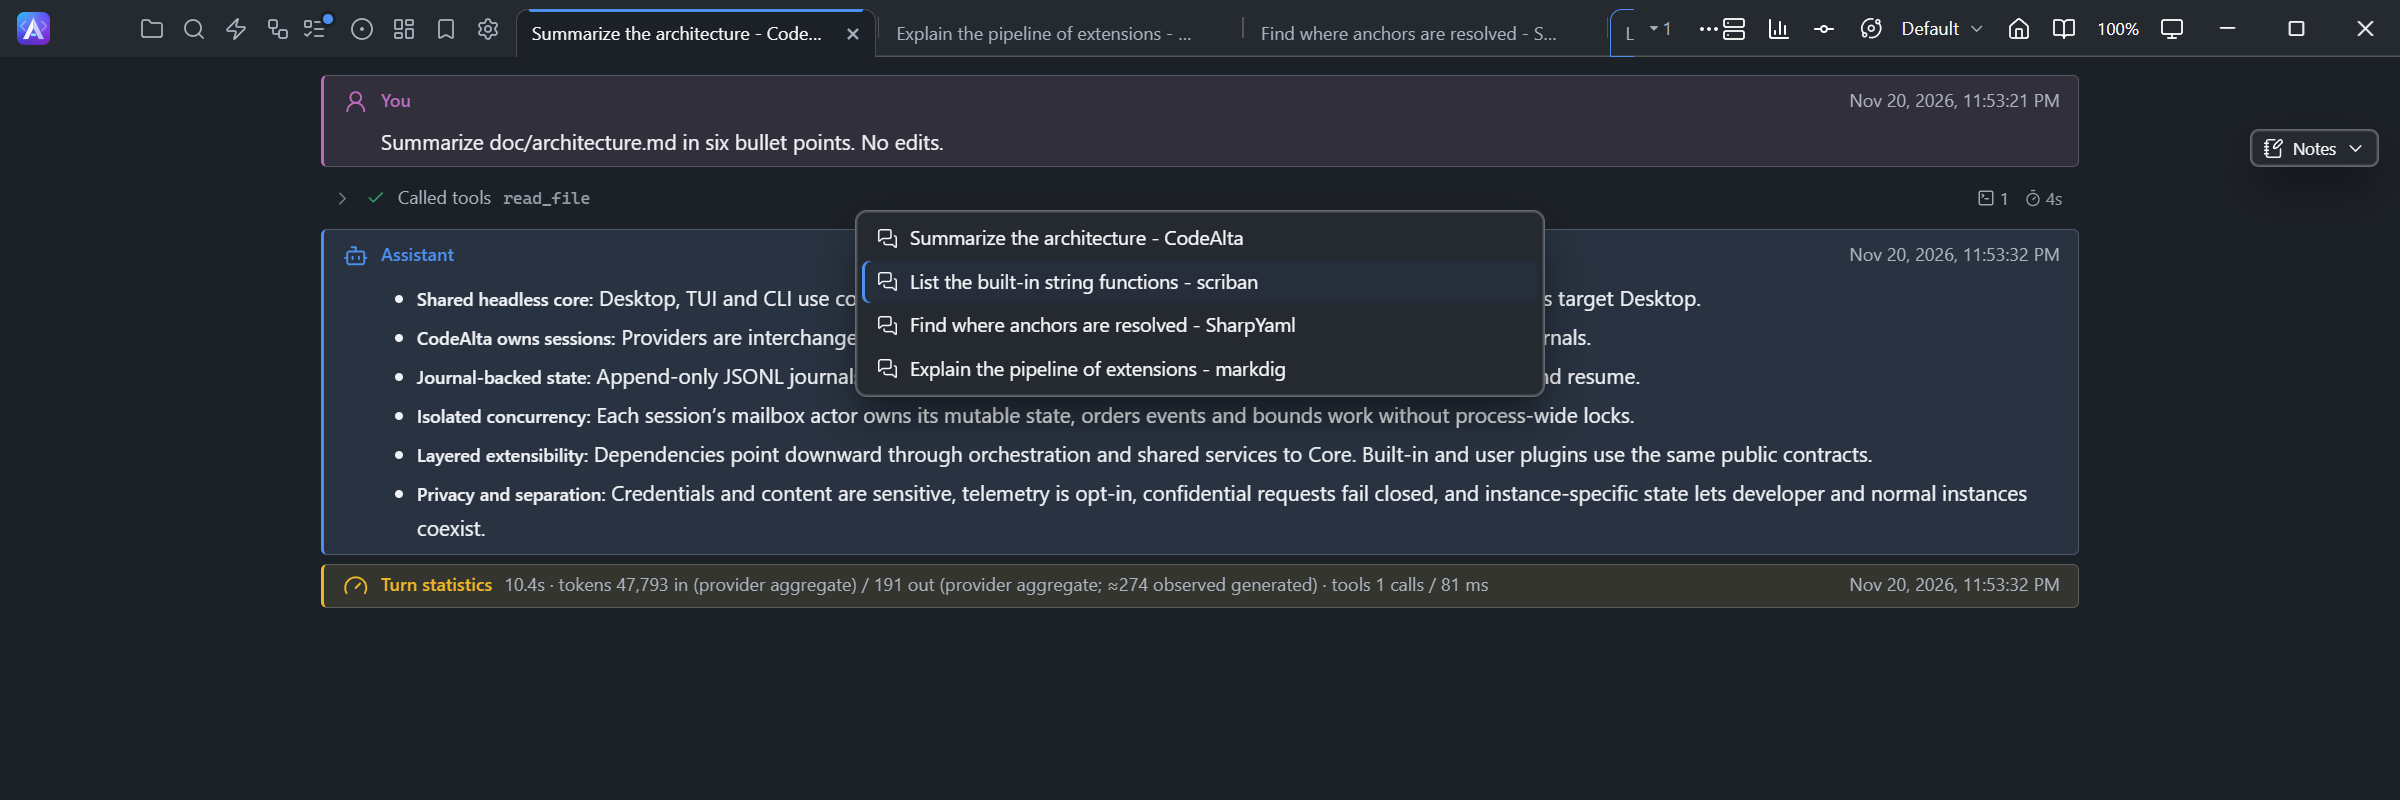 Summarize the architecture - Code...
Explain the pipeline of extensions - ...
Find where anchors are resolved - S...
L
1
Default
100%
You
Nov 20, 2026, 11:53:21 PM
Summarize doc/architecture.md in six bullet points. No edits.
Notes
Called tools read_file
1 4s
Summarize the architecture - CodeAlta
List the built-in string functions - scriban
Find where anchors are resolved - SharpYaml
Explain the pipeline of extensions - markdig
Assistant
Nov 20, 2026, 11:53:32 PM
Shared headless core: Desktop, TUI and CLI use co s target Desktop.
CodeAlta owns sessions: Providers are interchange rnals.
Journal-backed state: Append-only JSONL journals nd resume.
Isolated concurrency: Each session’s mailbox actor owns its mutable state, orders events and bounds work without process-wide locks.
Layered extensibility: Dependencies point downward through orchestration and shared services to Core. Built-in and user plugins use the same public contracts.
Privacy and separation: Credentials and content are sensitive, telemetry is opt-in, confidential requests fail closed, and instance-specific state lets developer and normal instances
coexist.
Turn statistics 10.4s · tokens 47,793 in (provider aggregate) / 191 out (provider aggregate; ≈274 observed generated) · tools 1 calls / 81 ms
Nov 20, 2026, 11:53:32 PM